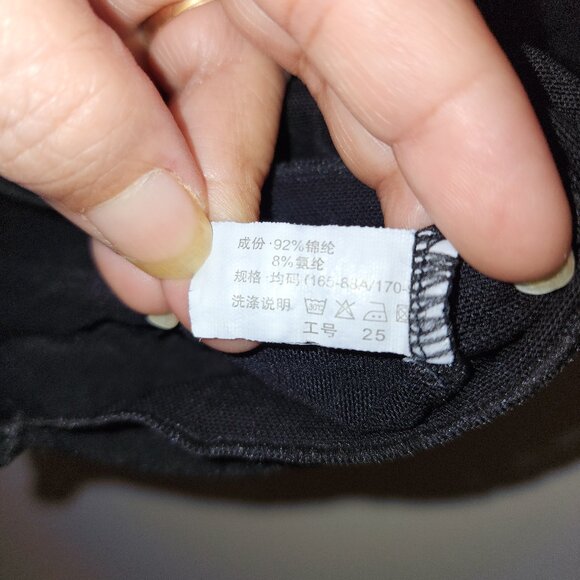 成份·92%锦纶
8%氨纶
规格·均码(165-88A/170-
洗涤说明 30
工号 25